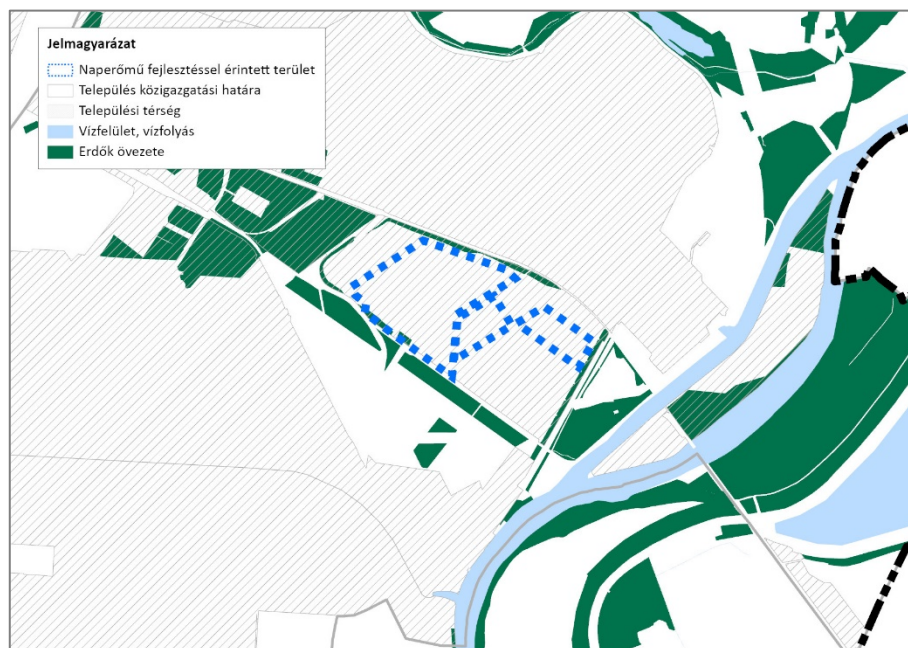 Jelmagyarázat
Naperőmű fejlesztéssel érintett terület
Település közigazgatási határa
Települési térség
Vízfelület, vízfolyás
Erdők övezete